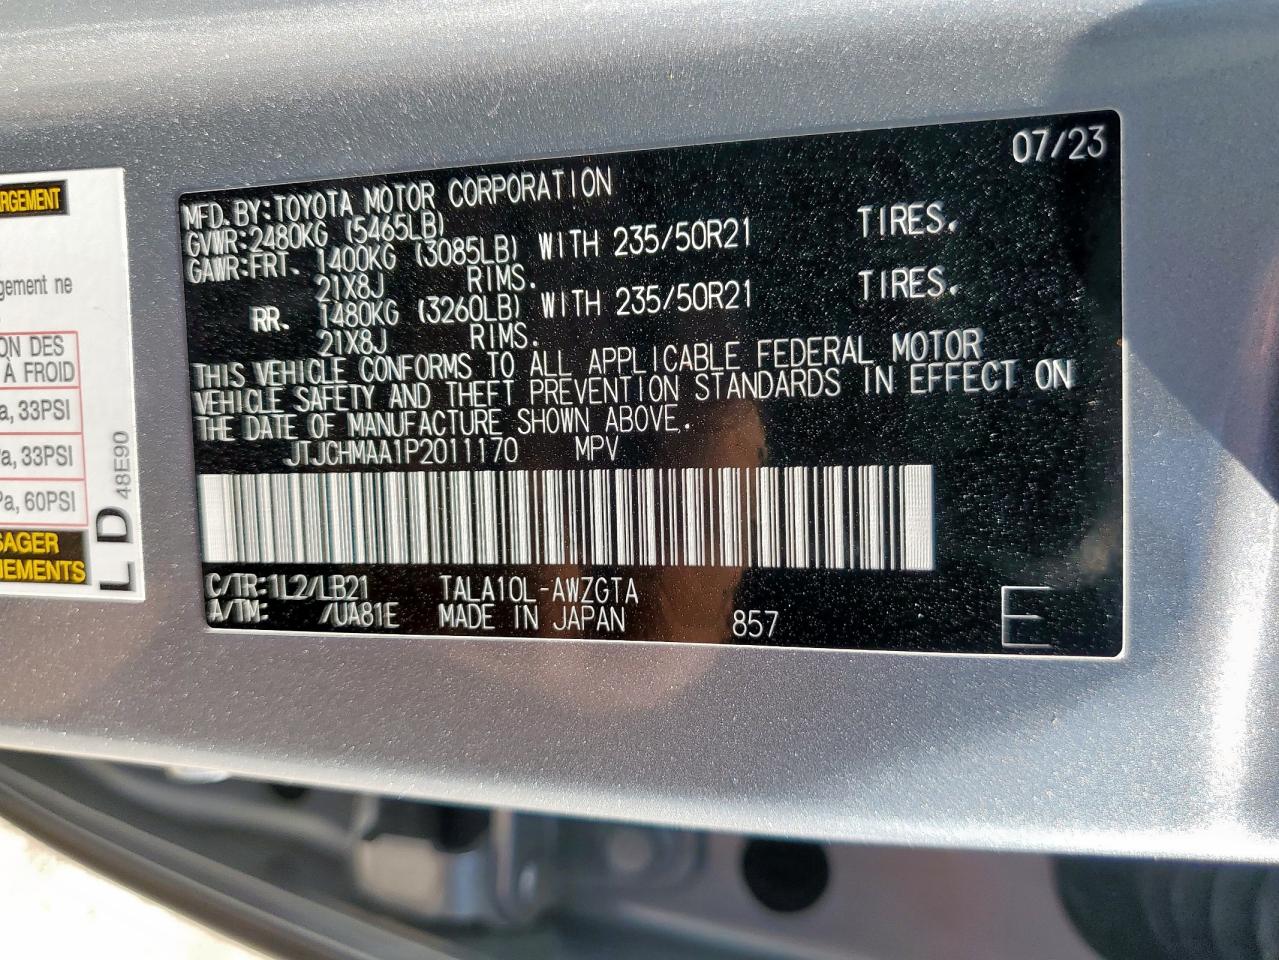 RGEMENT
gement ne
ON DES
A FROID
a, 33PSI
a, 33PSI
Pa, 60PSI
SAGER
EMENTS
L D 48E90
07/23
MFD. BY: TOYOTA MOTOR CORPORATION
GVWR: 2480KG (5465LB)
GAWR: FRT. 1400KG (3085LB) WITH 235/50R21 TIRES.
21X8J RIMS.
RR. 1480KG (3260LB) WITH 235/50R21 TIRES.
21X8J RIMS.
THIS VEHICLE CONFORMS TO ALL APPLICABLE FEDERAL MOTOR
VEHICLE SAFETY AND THEFT PREVENTION STANDARDS IN EFFECT ON
THE DATE OF MANUFACTURE SHOWN ABOVE.
JTJCHMAA1P2011170 MPV
C/TR: 1L2/LB21 TALA10L-AWZGTA
A/TM: /UA81E MADE IN JAPAN 857
E